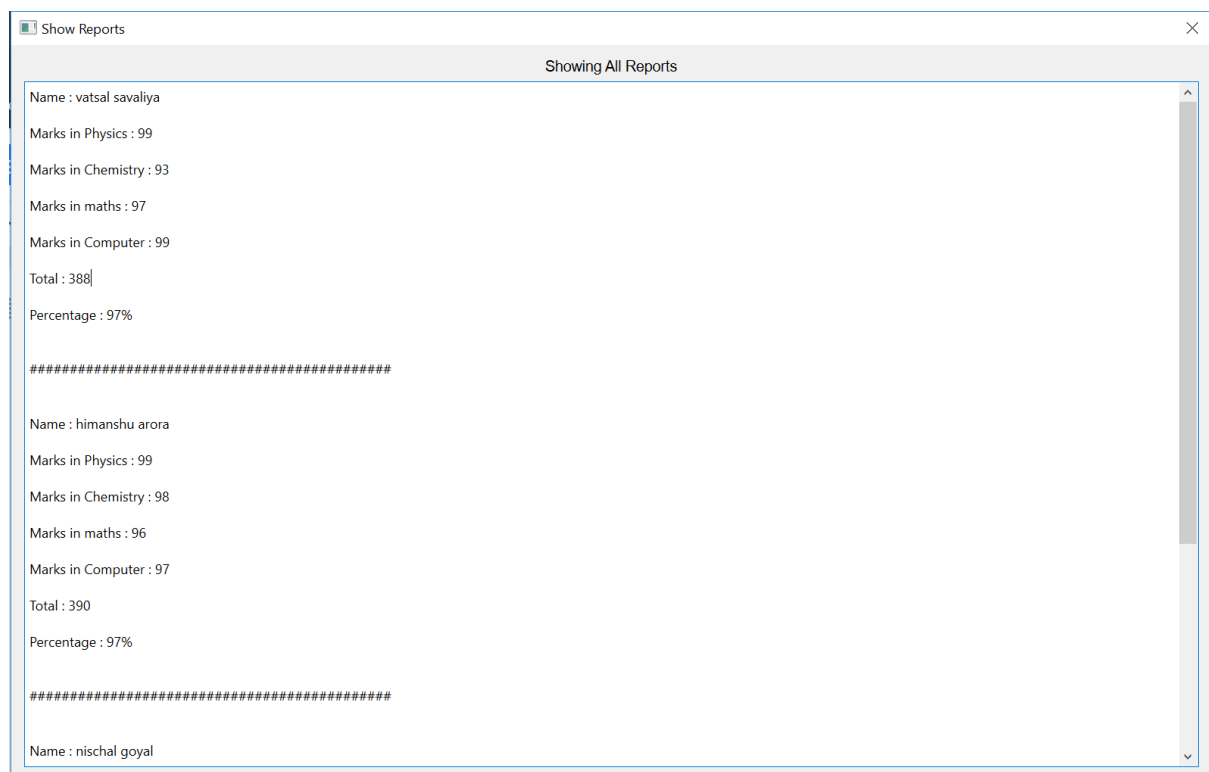 Show Reports
Showing All Reports
Name : vatsal savaliya
Marks in Physics : 99
Marks in Chemistry : 93
Marks in maths : 97
Marks in Computer : 99
Total : 388
Percentage : 97%
#############################################
Name : himanshu arora
Marks in Physics : 99
Marks in Chemistry : 98
Marks in maths : 96
Marks in Computer : 97
Total : 390
Percentage : 97%
#############################################
Name : nischal goyal